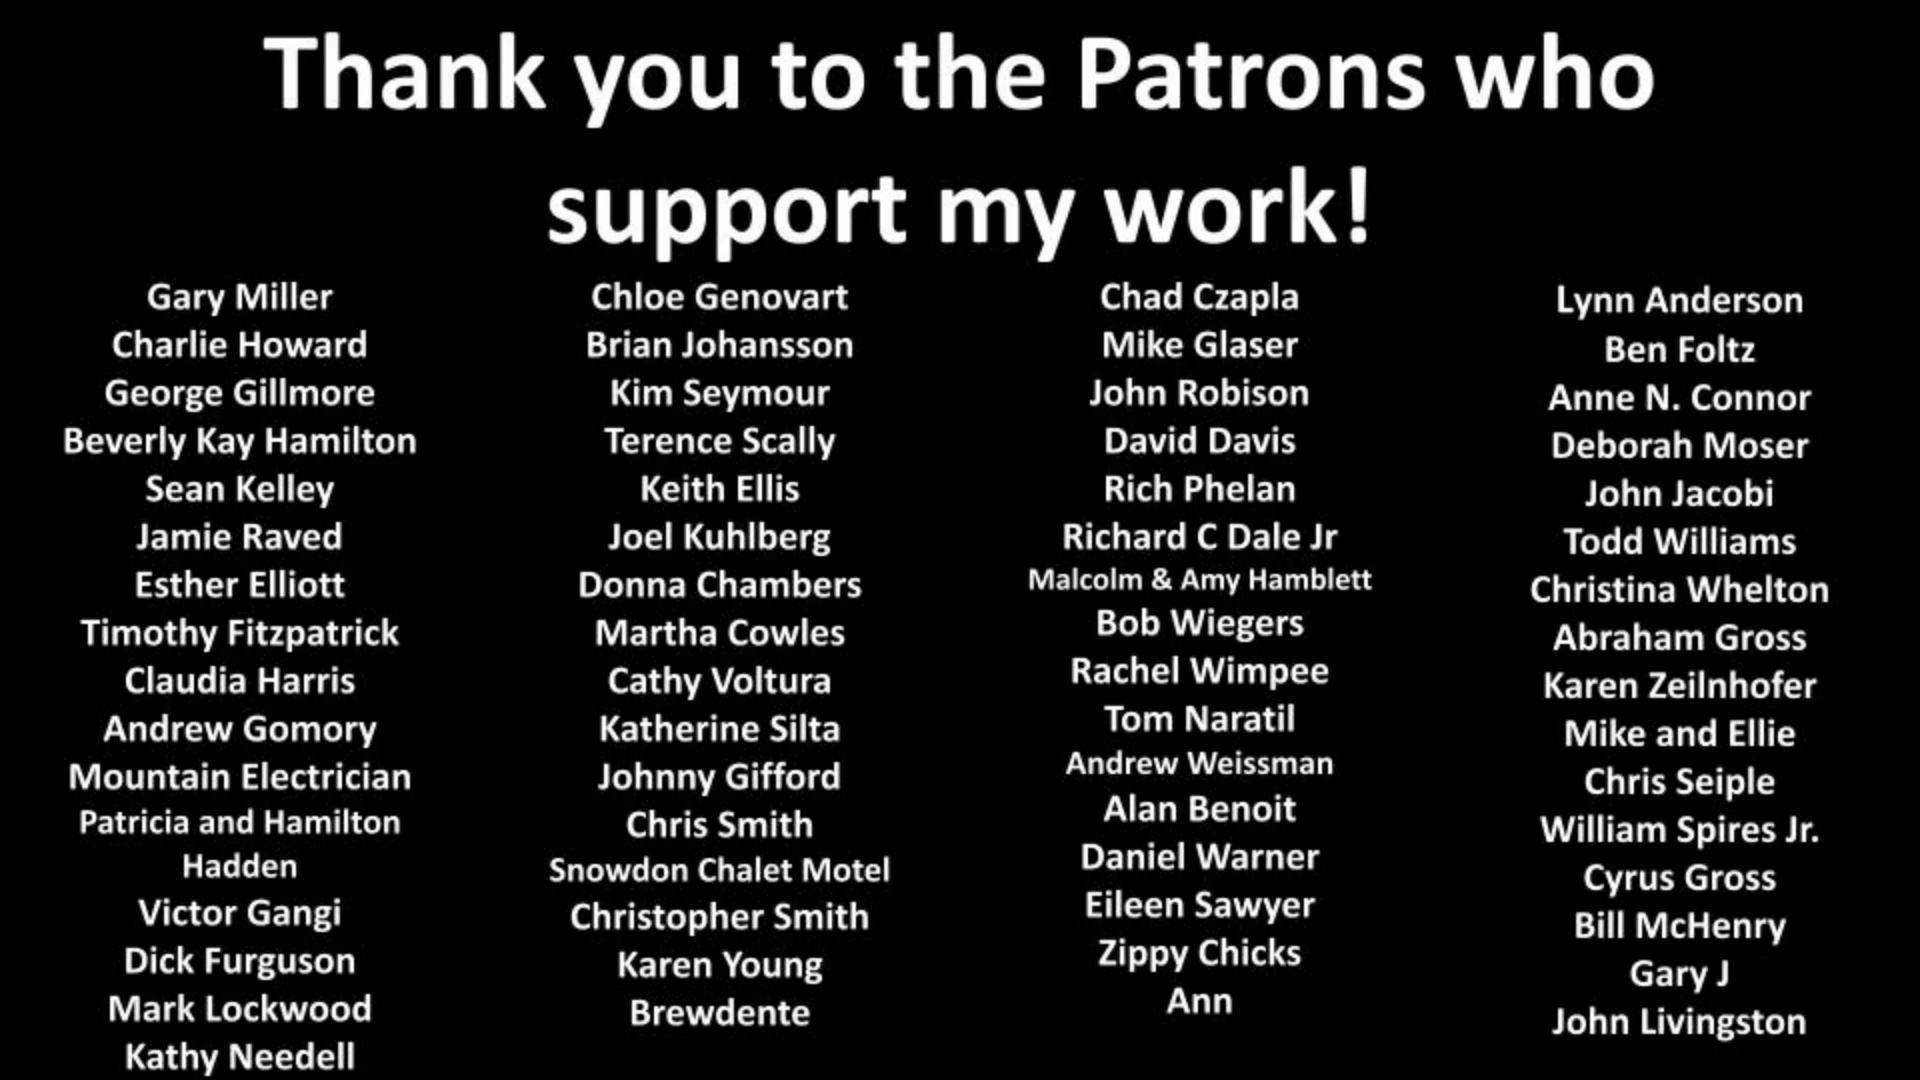 Thank you to the Patrons who
support my work!
Gary Miller
Charlie Howard
George Gillmore
Beverly Kay Hamilton
Sean Kelley
Jamie Raved
Esther Elliott
Timothy Fitzpatrick
Claudia Harris
Andrew Gomory
Mountain Electrician
Patricia and Hamilton
Hadden
Victor Gangi
Dick Furguson
Mark Lockwood
Kathy Needell
Chloe Genovart
Brian Johansson
Kim Seymour
Terence Scally
Keith Ellis
Joel Kuhlberg
Donna Chambers
Martha Cowles
Cathy Voltura
Katherine Silta
Johnny Gifford
Chris Smith
Snowdon Chalet Motel
Christopher Smith
Karen Young
Brewdente
Chad Czapla
Mike Glaser
John Robison
David Davis
Rich Phelan
Richard C Dale Jr
Malcolm & Amy Hamblett
Bob Wiegers
Rachel Wimpee
Tom Naratil
Andrew Weissman
Alan Benoit
Daniel Warner
Eileen Sawyer
Zippy Chicks
Ann
Lynn Anderson
Ben Foltz
Anne N. Connor
Deborah Moser
John Jacobi
Todd Williams
Christina Whelton
Abraham Gross
Karen Zeilnhofer
Mike and Ellie
Chris Seiple
William Spires Jr.
Cyrus Gross
Bill McHenry
Gary J
John Livingston